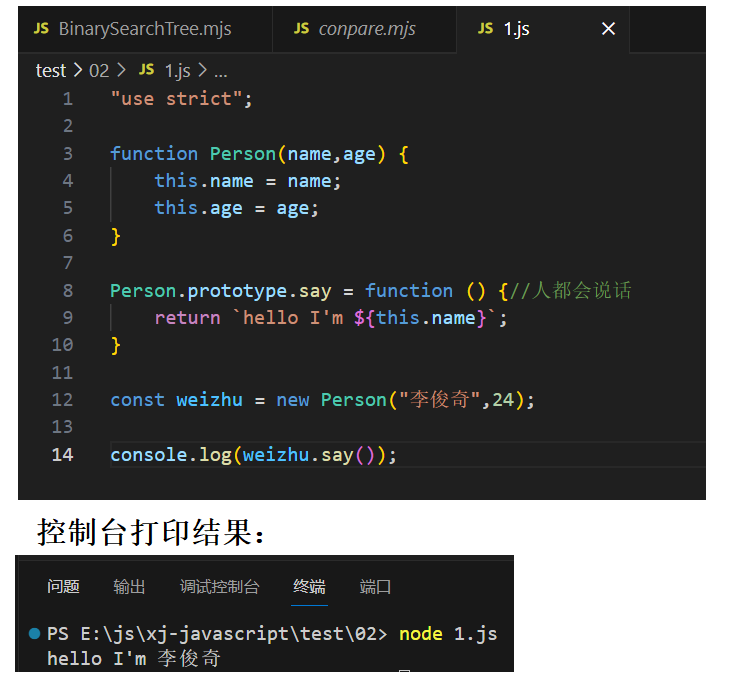 JS BinarySearchTree.mjs JS conpare.mjs JS 1.js ×
test > 02 > JS 1.js > ...
1 "use strict";
2
3 function Person(name,age) {
4     this.name = name;
5     this.age = age;
6 }
7
8 Person.prototype.say = function () {//人都会说话
9     return `hello I'm ${this.name}`;
10 }
11
12 const weizhu = new Person("李俊奇",24);
13
14 console.log(weizhu.say());
控制台打印结果：
问题 输出 调试控制台 终端 端口
PS E:\js\xj-javascript\test\02> node 1.js
hello I'm 李俊奇